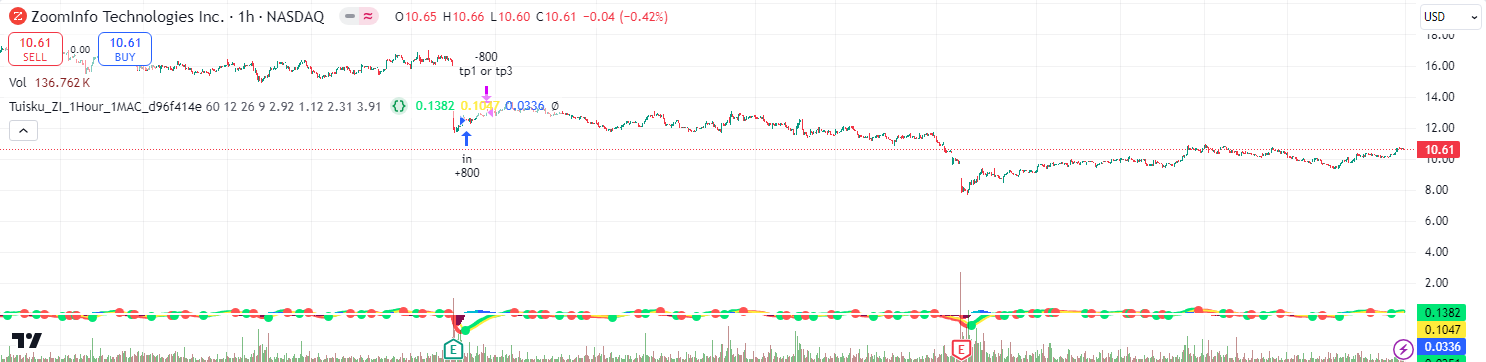 Z ZoomInfo Technologies Inc. · 1h · NASDAQ O10.65 H10.66 L10.60 C10.61 −0.04 (−0.42%) USD
10.61 SELL 0.00 10.61 BUY
Vol 136.762 K
Tuisku_ZI_1Hour_1MAC_d96f414e 60 12 26 9 2.92 1.12 2.31 3.91 {} 0.1382 0.1047 0.0336 Ø
-800
tp1 or tp3
in
+800
18.00
16.00
14.00
12.00
10.61
10.00
8.00
6.00
4.00
2.00
0.1382
0.1047
0.0336
E E